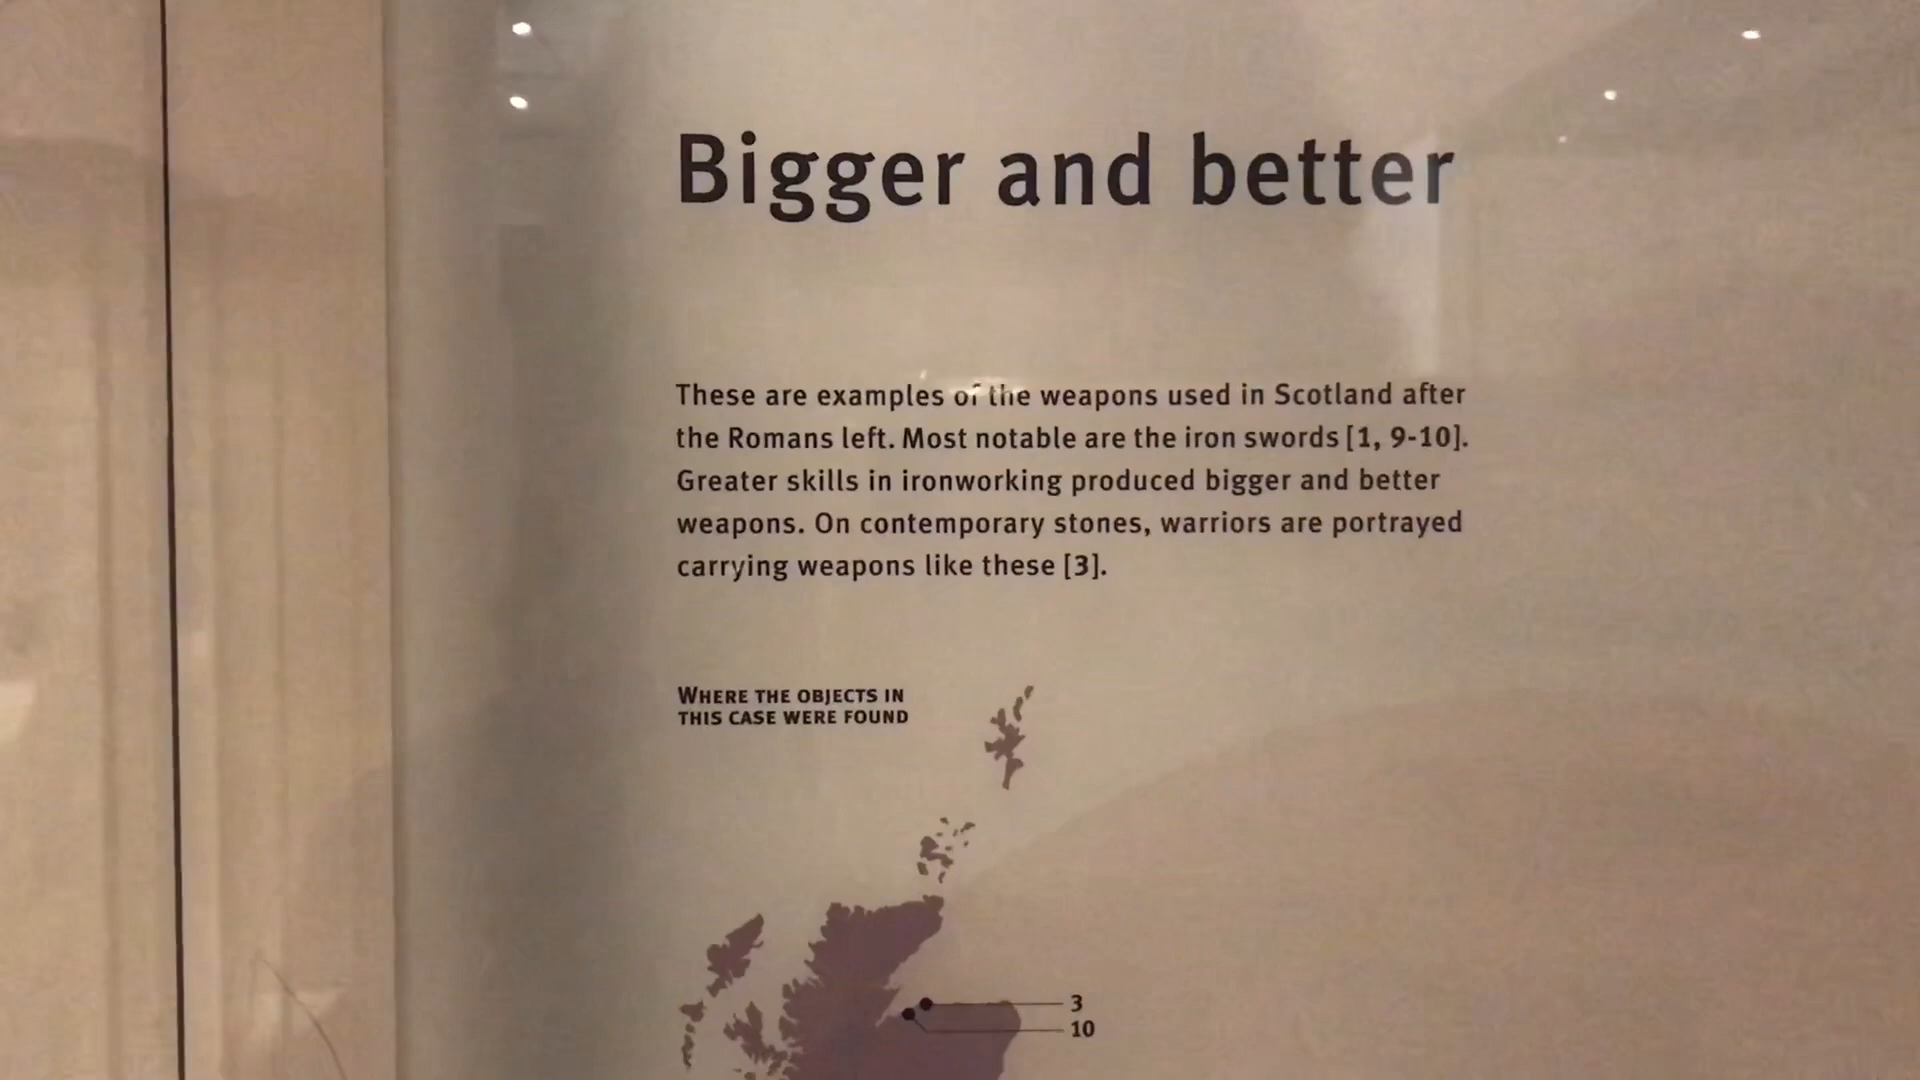 Bigger and better
These are examples of the weapons used in Scotland after
the Romans left. Most notable are the iron swords [1, 9-10].
Greater skills in ironworking produced bigger and better
weapons. On contemporary stones, warriors are portrayed
carrying weapons like these [3].
WHERE THE OBJECTS IN
THIS CASE WERE FOUND
3
10